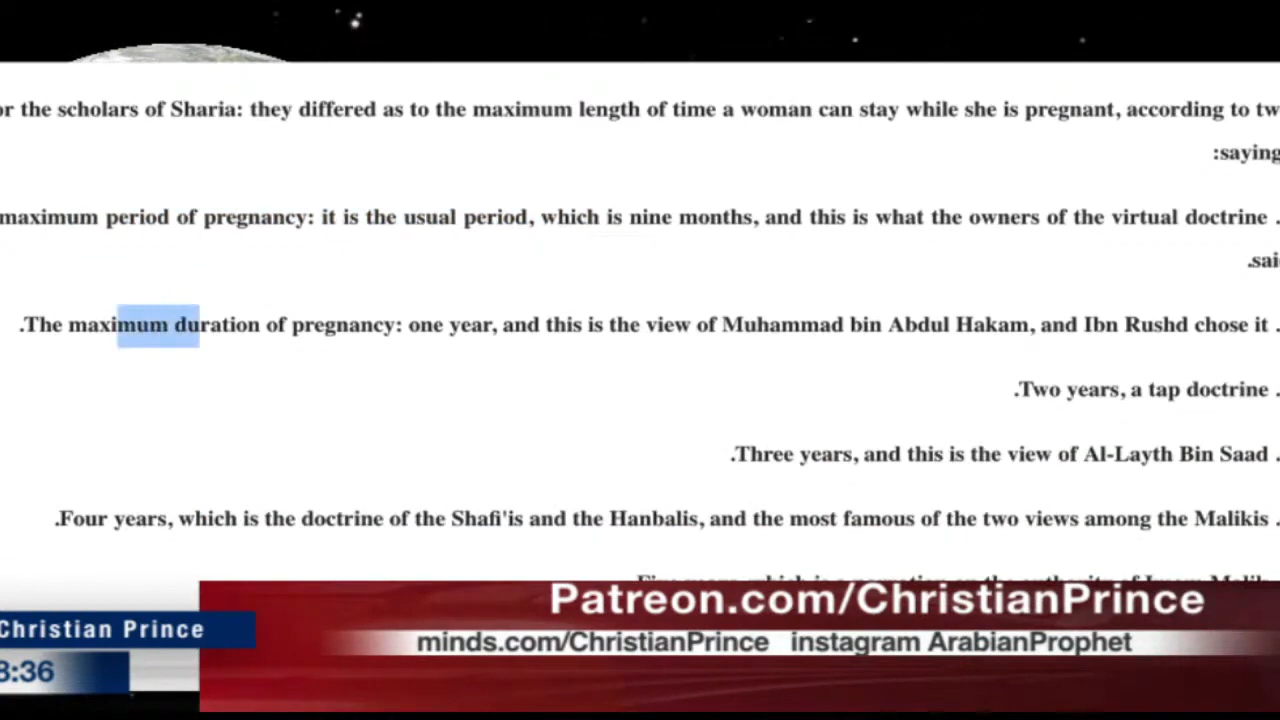 or the scholars of Sharia: they differed as to the maximum length of time a woman can stay while she is pregnant, according to tw
:saying
maximum period of pregnancy: it is the usual period, which is nine months, and this is what the owners of the virtual doctrine .
.sai
.The maximum duration of pregnancy: one year, and this is the view of Muhammad bin Abdul Hakam, and Ibn Rushd chose it .
.Two years, a tap doctrine .
.Three years, and this is the view of Al-Layth Bin Saad .
.Four years, which is the doctrine of the Shafi'is and the Hanbalis, and the most famous of the two views among the Malikis .
Patreon.com/ChristianPrince
Christian Prince
minds.com/ChristianPrince instagram ArabianProphet
8:36